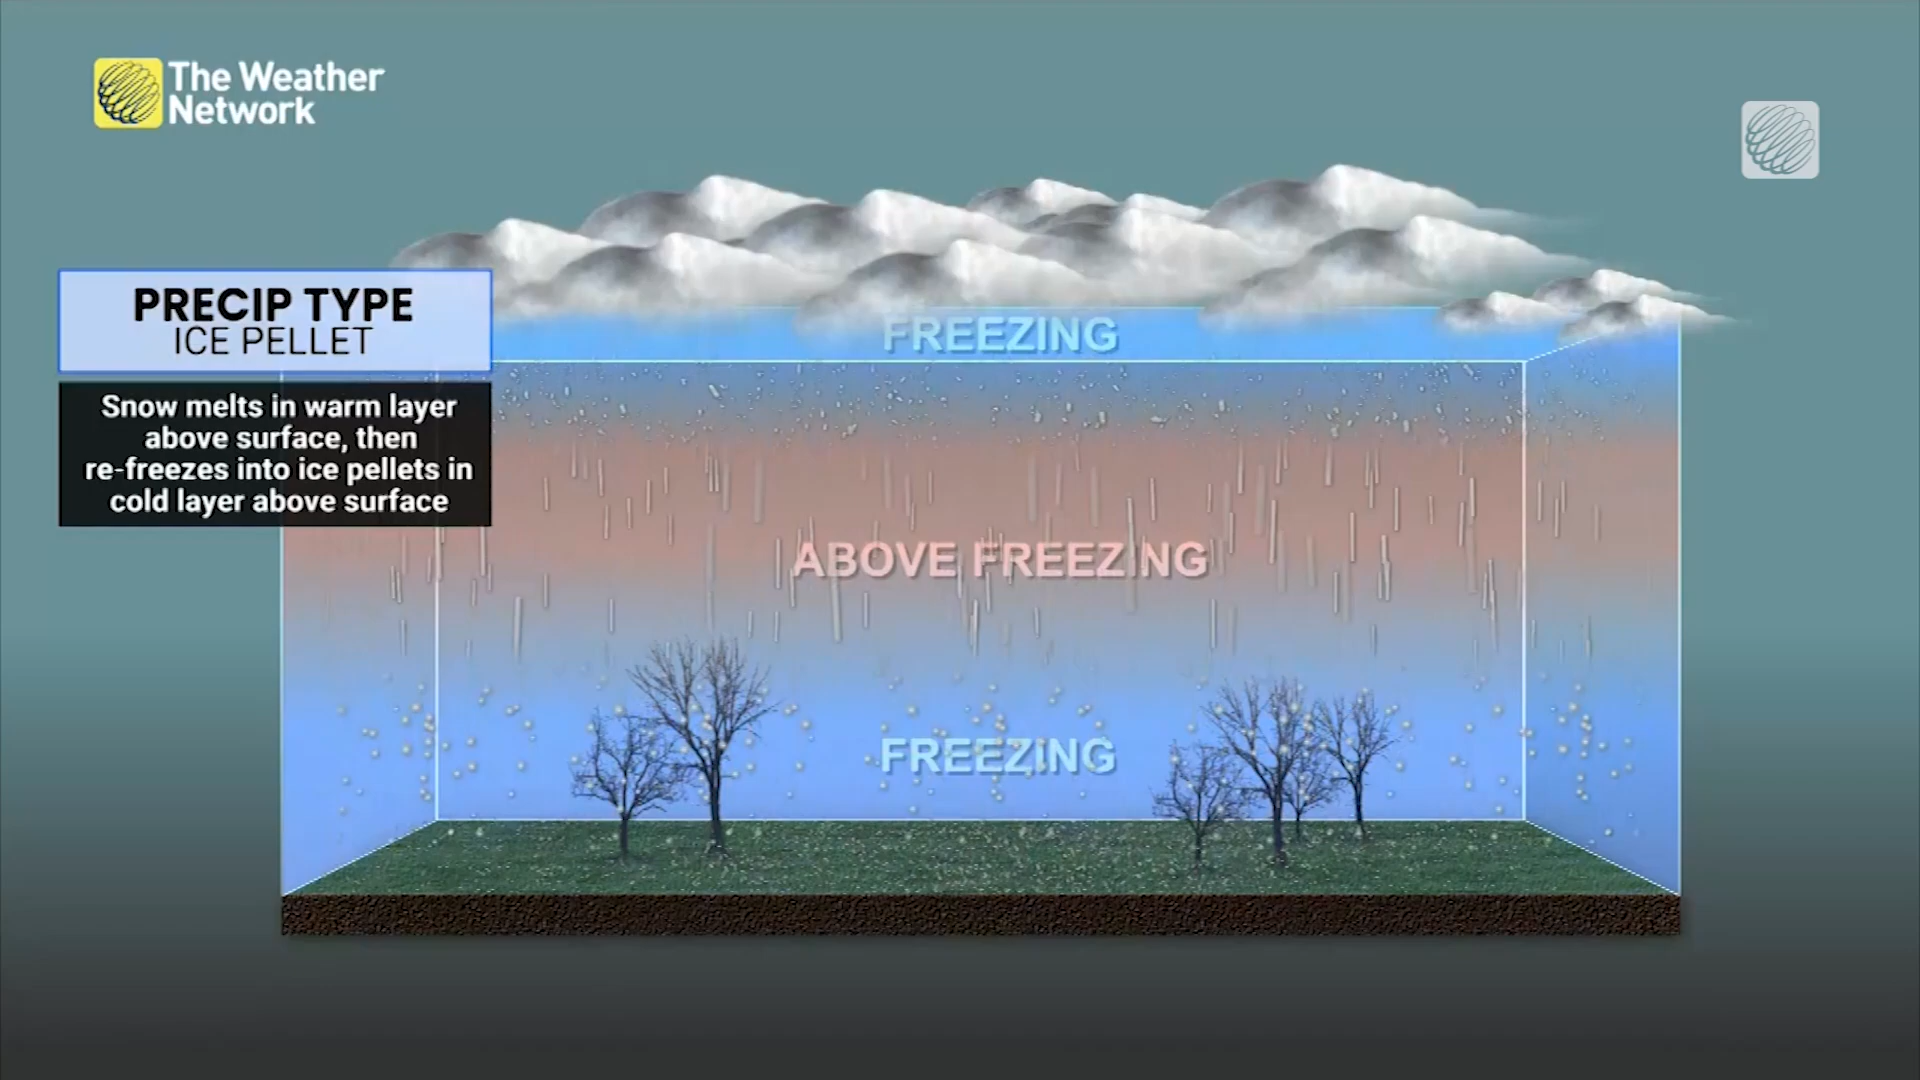 The Weather
Network
PRECIP TYPE
ICE PELLET
Snow melts in warm layer
above surface, then
re-freezes into ice pellets in
cold layer above surface
FREEZING
ABOVE FREEZING
FREEZING